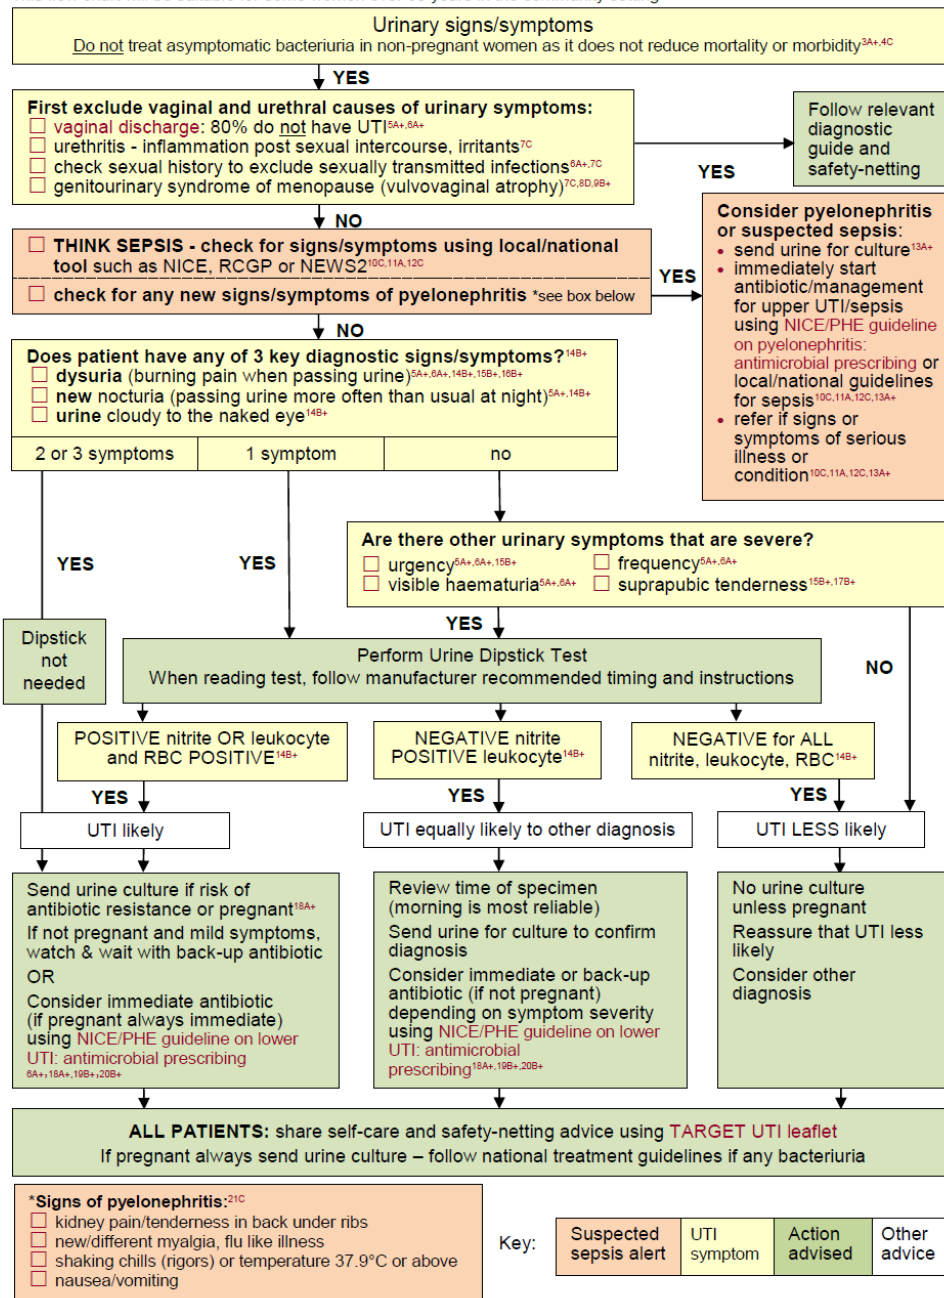 Urinary signs/symptoms
Do not treat asymptomatic bacteriuria in non-pregnant women as it does not reduce mortality or morbidity3A+,4C
YES
First exclude vaginal and urethral causes of urinary symptoms:
☐ vaginal discharge: 80% do not have UTI5A+,6A+
☐ urethritis - inflammation post sexual intercourse, irritants7C
☐ check sexual history to exclude sexually transmitted infections6A+,7C
☐ genitourinary syndrome of menopause (vulvovaginal atrophy)7C,8D,9B+
YES
Follow relevant
diagnostic
guide and
safety-netting
NO
☐ THINK SEPSIS - check for signs/symptoms using local/national
tool such as NICE, RCGP or NEWS210C,11A,12C
☐ check for any new signs/symptoms of pyelonephritis *see box below
YES
Consider pyelonephritis
or suspected sepsis:
• send urine for culture13A+
• immediately start
antibiotic/management
for upper UTI/sepsis
using NICE/PHE guideline
on pyelonephritis:
antimicrobial prescribing or
local/national guidelines
for sepsis10C,11A,12C,13A+
• refer if signs or
symptoms of serious
illness or
condition10C,11A,12C,13A+
NO
Does patient have any of 3 key diagnostic signs/symptoms?14B+
☐ dysuria (burning pain when passing urine)5A+,6A+,14B+,15B+,16B+
☐ new nocturia (passing urine more often than usual at night)5A+,14B+
☐ urine cloudy to the naked eye14B+
2 or 3 symptoms
1 symptom
no
YES
YES
Are there other urinary symptoms that are severe?
☐ urgency5A+,6A+,15B+ ☐ frequency5A+,6A+
☐ visible haematuria5A+,6A+ ☐ suprapubic tenderness15B+,17B+
YES
NO
Dipstick
not
needed
Perform Urine Dipstick Test
When reading test, follow manufacturer recommended timing and instructions
POSITIVE nitrite OR leukocyte
and RBC POSITIVE14B+
NEGATIVE nitrite
POSITIVE leukocyte14B+
NEGATIVE for ALL
nitrite, leukocyte, RBC14B+
YES
YES
YES
UTI likely
UTI equally likely to other diagnosis
UTI LESS likely
Send urine culture if risk of
antibiotic resistance or pregnant18A+
If not pregnant and mild symptoms,
watch & wait with back-up antibiotic
OR
Consider immediate antibiotic
(if pregnant always immediate)
using NICE/PHE guideline on lower
UTI: antimicrobial prescribing
6A+,18A+,19B+,20B+
Review time of specimen
(morning is most reliable)
Send urine for culture to confirm
diagnosis
Consider immediate or back-up
antibiotic (if not pregnant)
depending on symptom severity
using NICE/PHE guideline on lower
UTI: antimicrobial
prescribing18A+,19B+,20B+
No urine culture
unless pregnant
Reassure that UTI less
likely
Consider other
diagnosis
ALL PATIENTS: share self-care and safety-netting advice using TARGET UTI leaflet
If pregnant always send urine culture – follow national treatment guidelines if any bacteriuria
*Signs of pyelonephritis:21C
☐ kidney pain/tenderness in back under ribs
☐ new/different myalgia, flu like illness
☐ shaking chills (rigors) or temperature 37.9°C or above
☐ nausea/vomiting
Key:
Suspected
sepsis alert
UTI
symptom
Action
advised
Other
advice